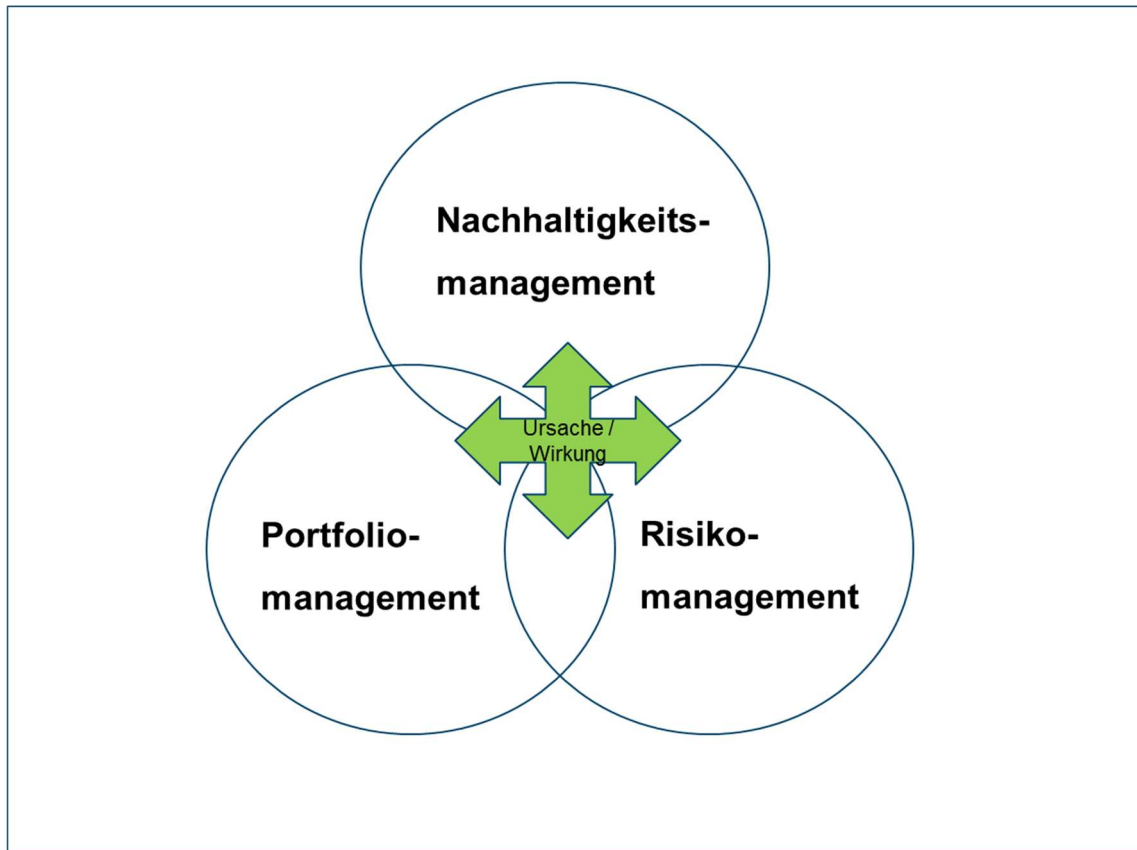 Nachhaltigkeits-
management
Ursache /
Wirkung
Portfolio-
management
Risiko-
management